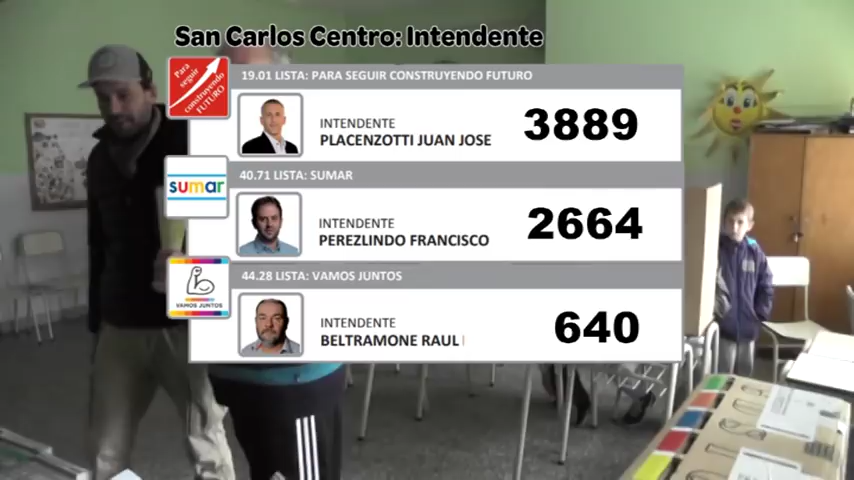 San Carlos Centro: Intendente
Para seguir construyendo FUTURO
19.01 LISTA: PARA SEGUIR CONSTRUYENDO FUTURO
INTENDENTE
PLACENZOTTI JUAN JOSE
3889
sumar
40.71 LISTA: SUMAR
INTENDENTE
PEREZLINDO FRANCISCO
2664
VAMOS JUNTOS
44.28 LISTA: VAMOS JUNTOS
INTENDENTE
BELTRAMONE RAUL
640